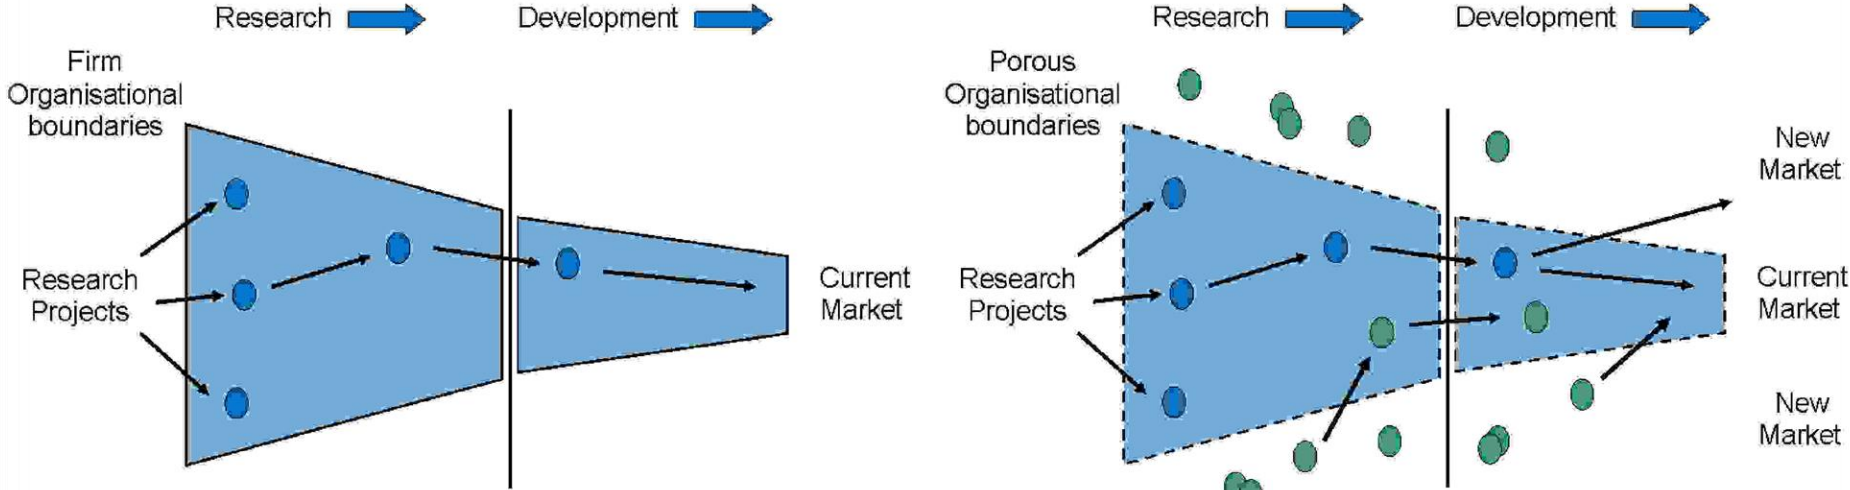 Research
Development
Firm
Organisational
boundaries
Research
Projects
Current
Market
Research
Development
Porous
Organisational
boundaries
Research
Projects
New
Market
Current
Market
New
Market